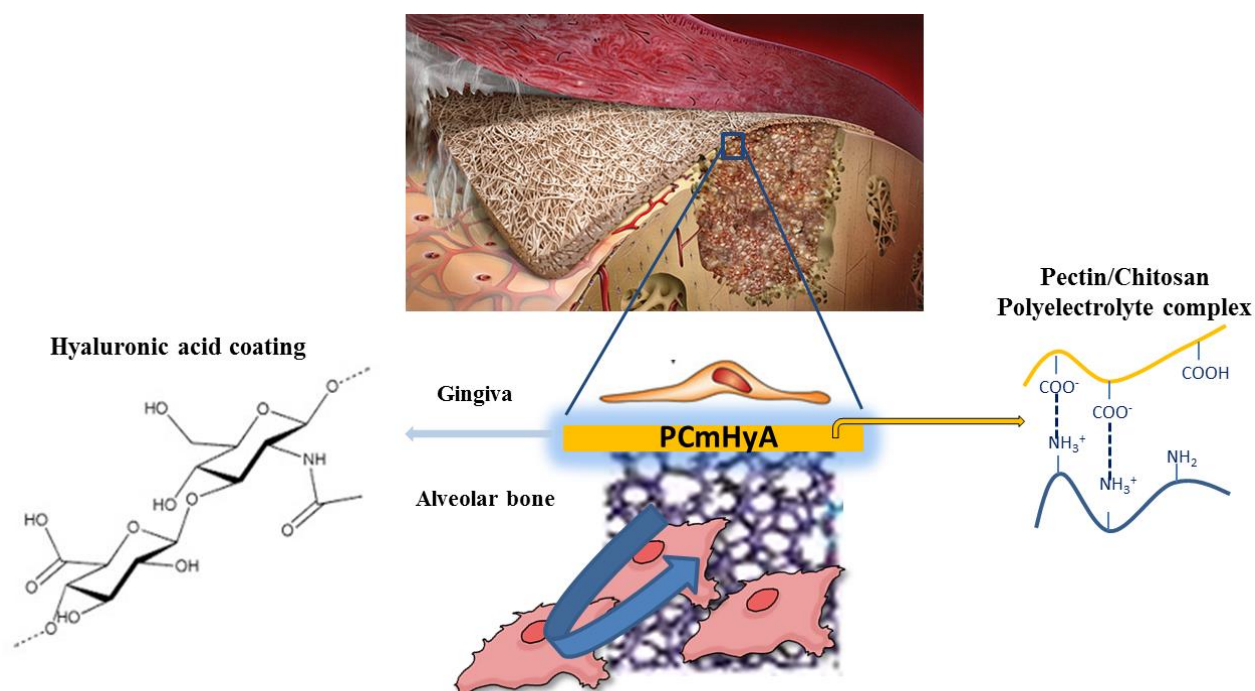 Pectin/Chitosan
Polyelectrolyte complex
Hyaluronic acid coating
Gingiva
PCmHyA
Alveolar bone
COO⁻
COO⁻
COOH
NH₃⁺
NH₃⁺
NH₂
O
HO
O
HO
NH
O
O
HO
O
O
OH
HO
O